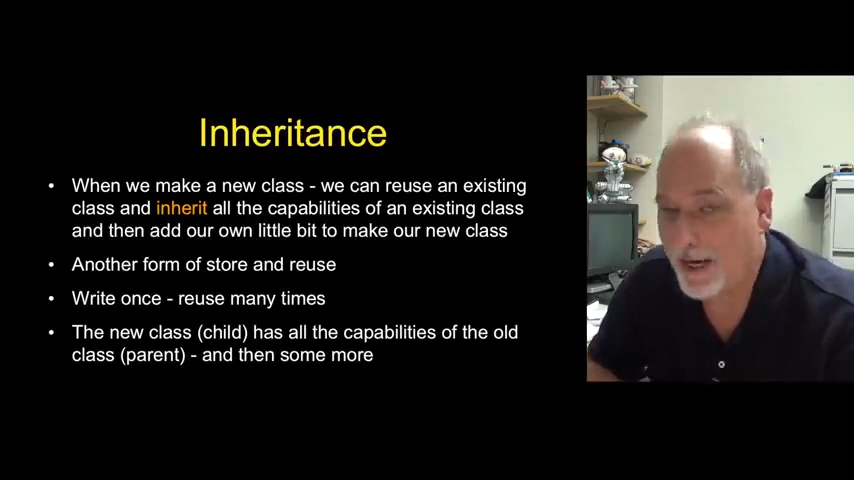 Inheritance
• When we make a new class - we can reuse an existing
class and inherit all the capabilities of an existing class
and then add our own little bit to make our new class
• Another form of store and reuse
• Write once - reuse many times
• The new class (child) has all the capabilities of the old
class (parent) - and then some more